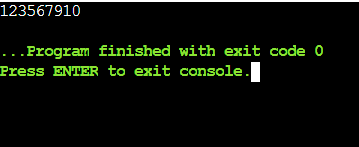 123567910
...Program finished with exit code 0
Press ENTER to exit console.